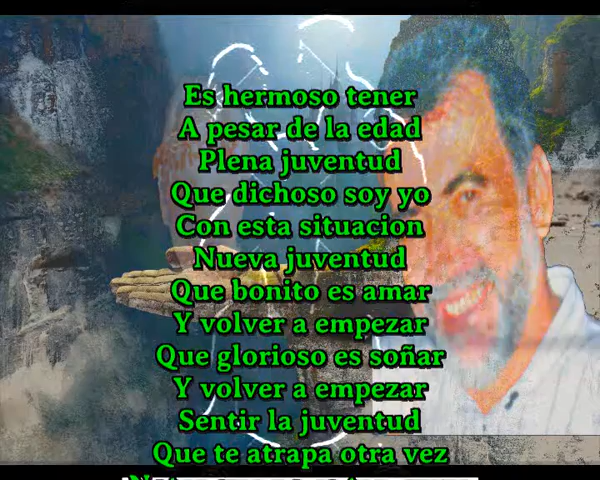 Es hermoso tener
A pesar de la edad
Plena juventud
Que dichoso soy yo
Con esta situacion
Nueva juventud
Que bonito es amar
Y volver a empezar
Que glorioso es soñar
Y volver a empezar
Sentir la juventud
Que te atrapa otra vez